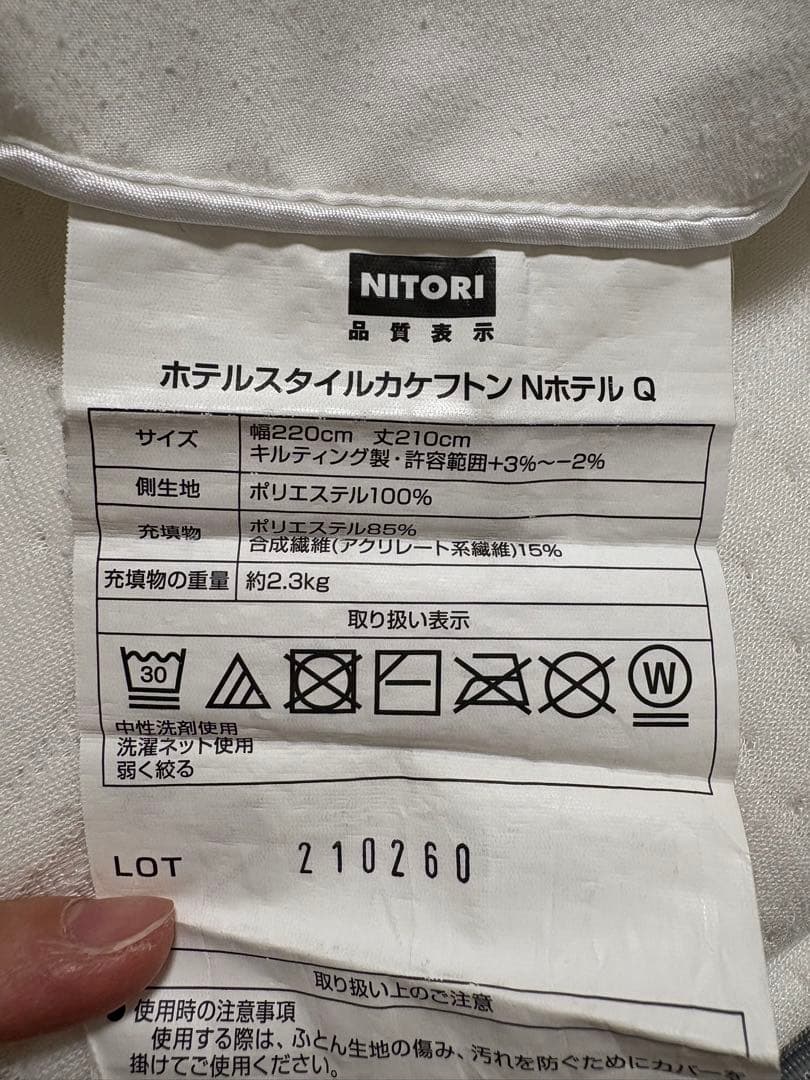 NITORI
品質表示
ホテルスタイルカケフトン Nホテル Q
サイズ
幅220cm 丈210cm
キルティング製・許容範囲+3%～-2%
側生地
ポリエステル100%
充填物
ポリエステル85%
合成繊維(アクリレート系繊維)15%
充填物の重量
約2.3kg
取り扱い表示
30
W
中性洗剤使用
洗濯ネット使用
弱く絞る
LOT 210260
取り扱い上のご注意
●使用時の注意事項
使用する際は、ふとん生地の傷み、汚れを防ぐためにカバーを
掛けてご使用ください。